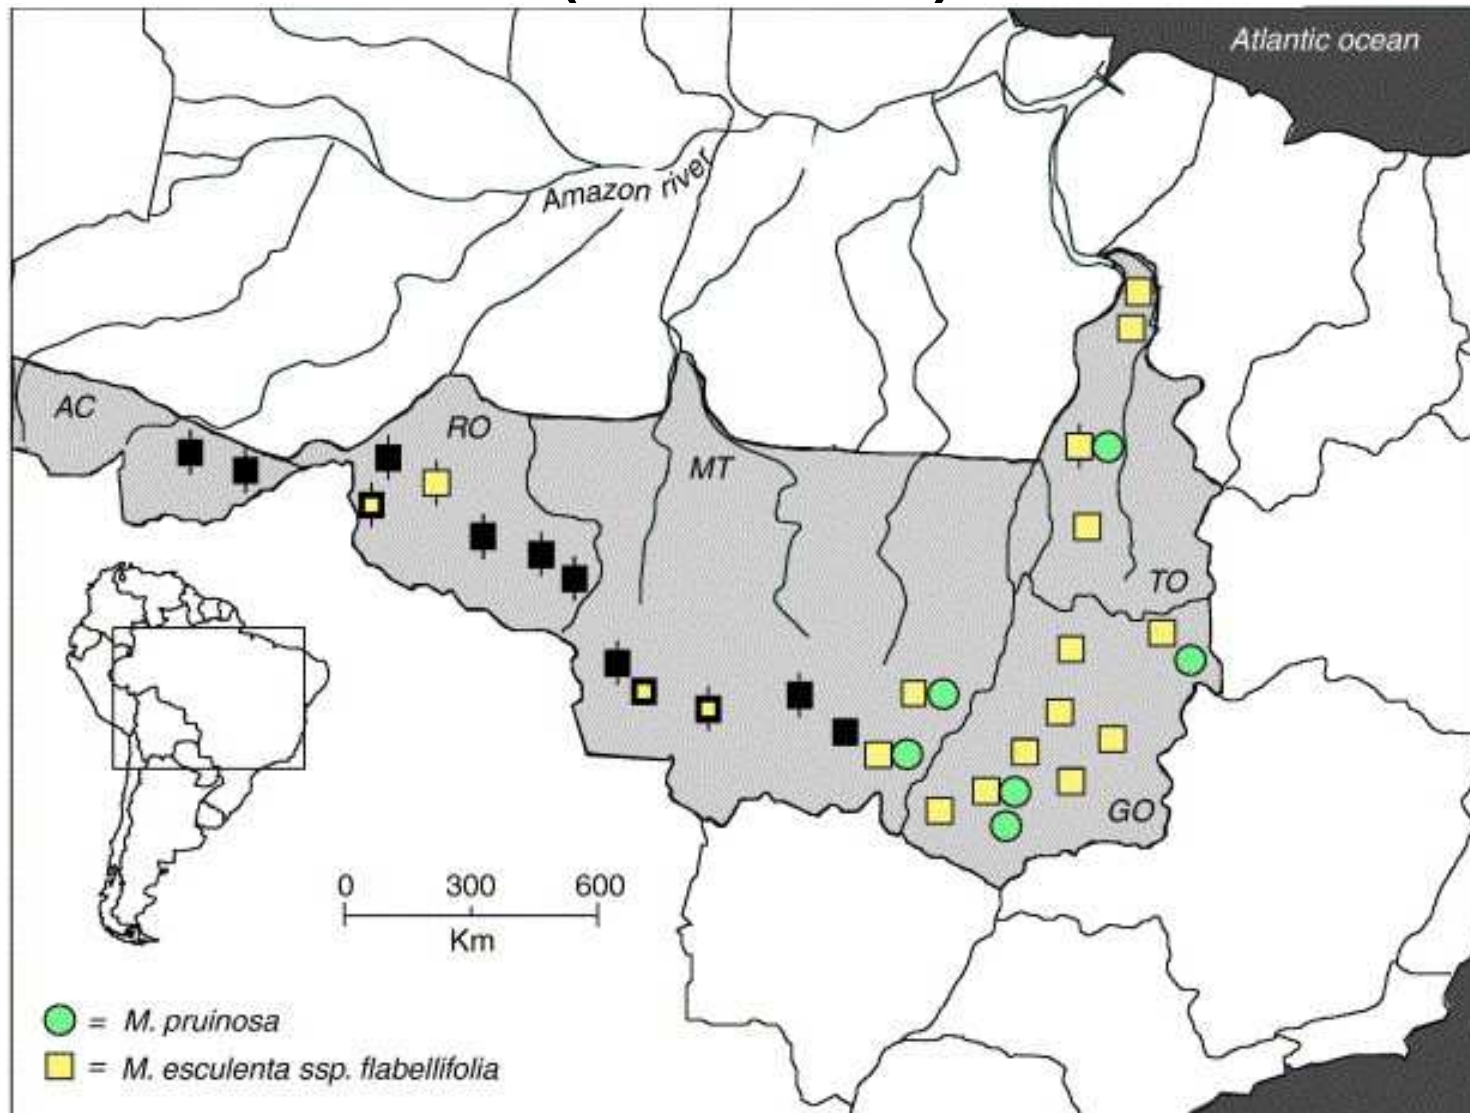 Atlantic ocean
Amazon river
AC
RO
MT
TO
GO
0 300 600
Km
= M. pruinosa
= M. esculenta ssp. flabellifolia